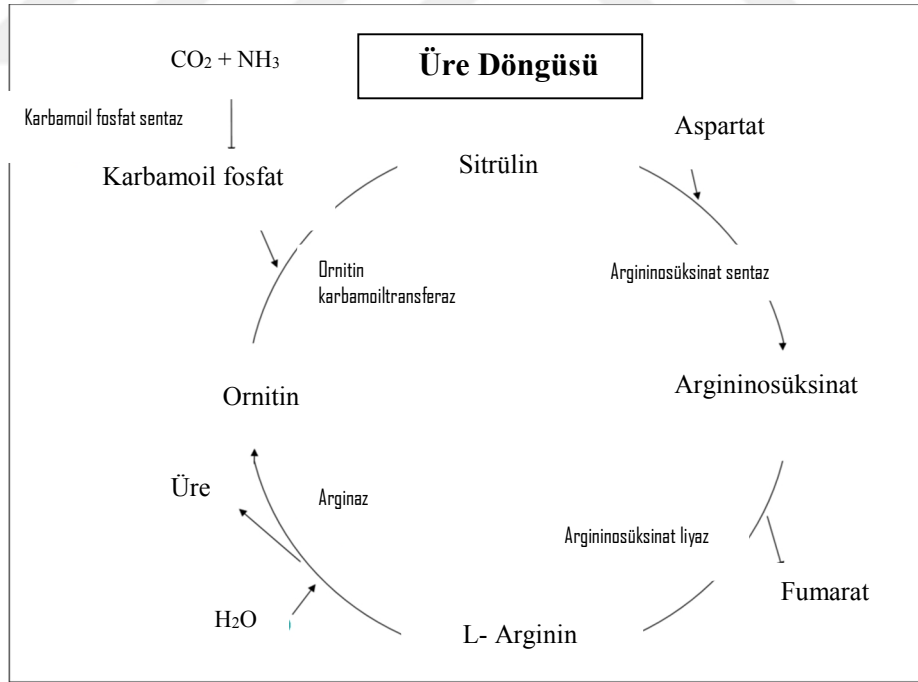 CO2 + NH3
Üre Döngüsü
Karbamoil fosfat sentaz
Aspartat
Karbamoil fosfat
Sitrülin
Ornitin
karbamoiltransferaz
Argininosüksinat sentaz
Ornitin
Argininosüksinat
Üre
Arginaz
Argininosüksinat liyaz
Fumarat
H2O
L- Arginin